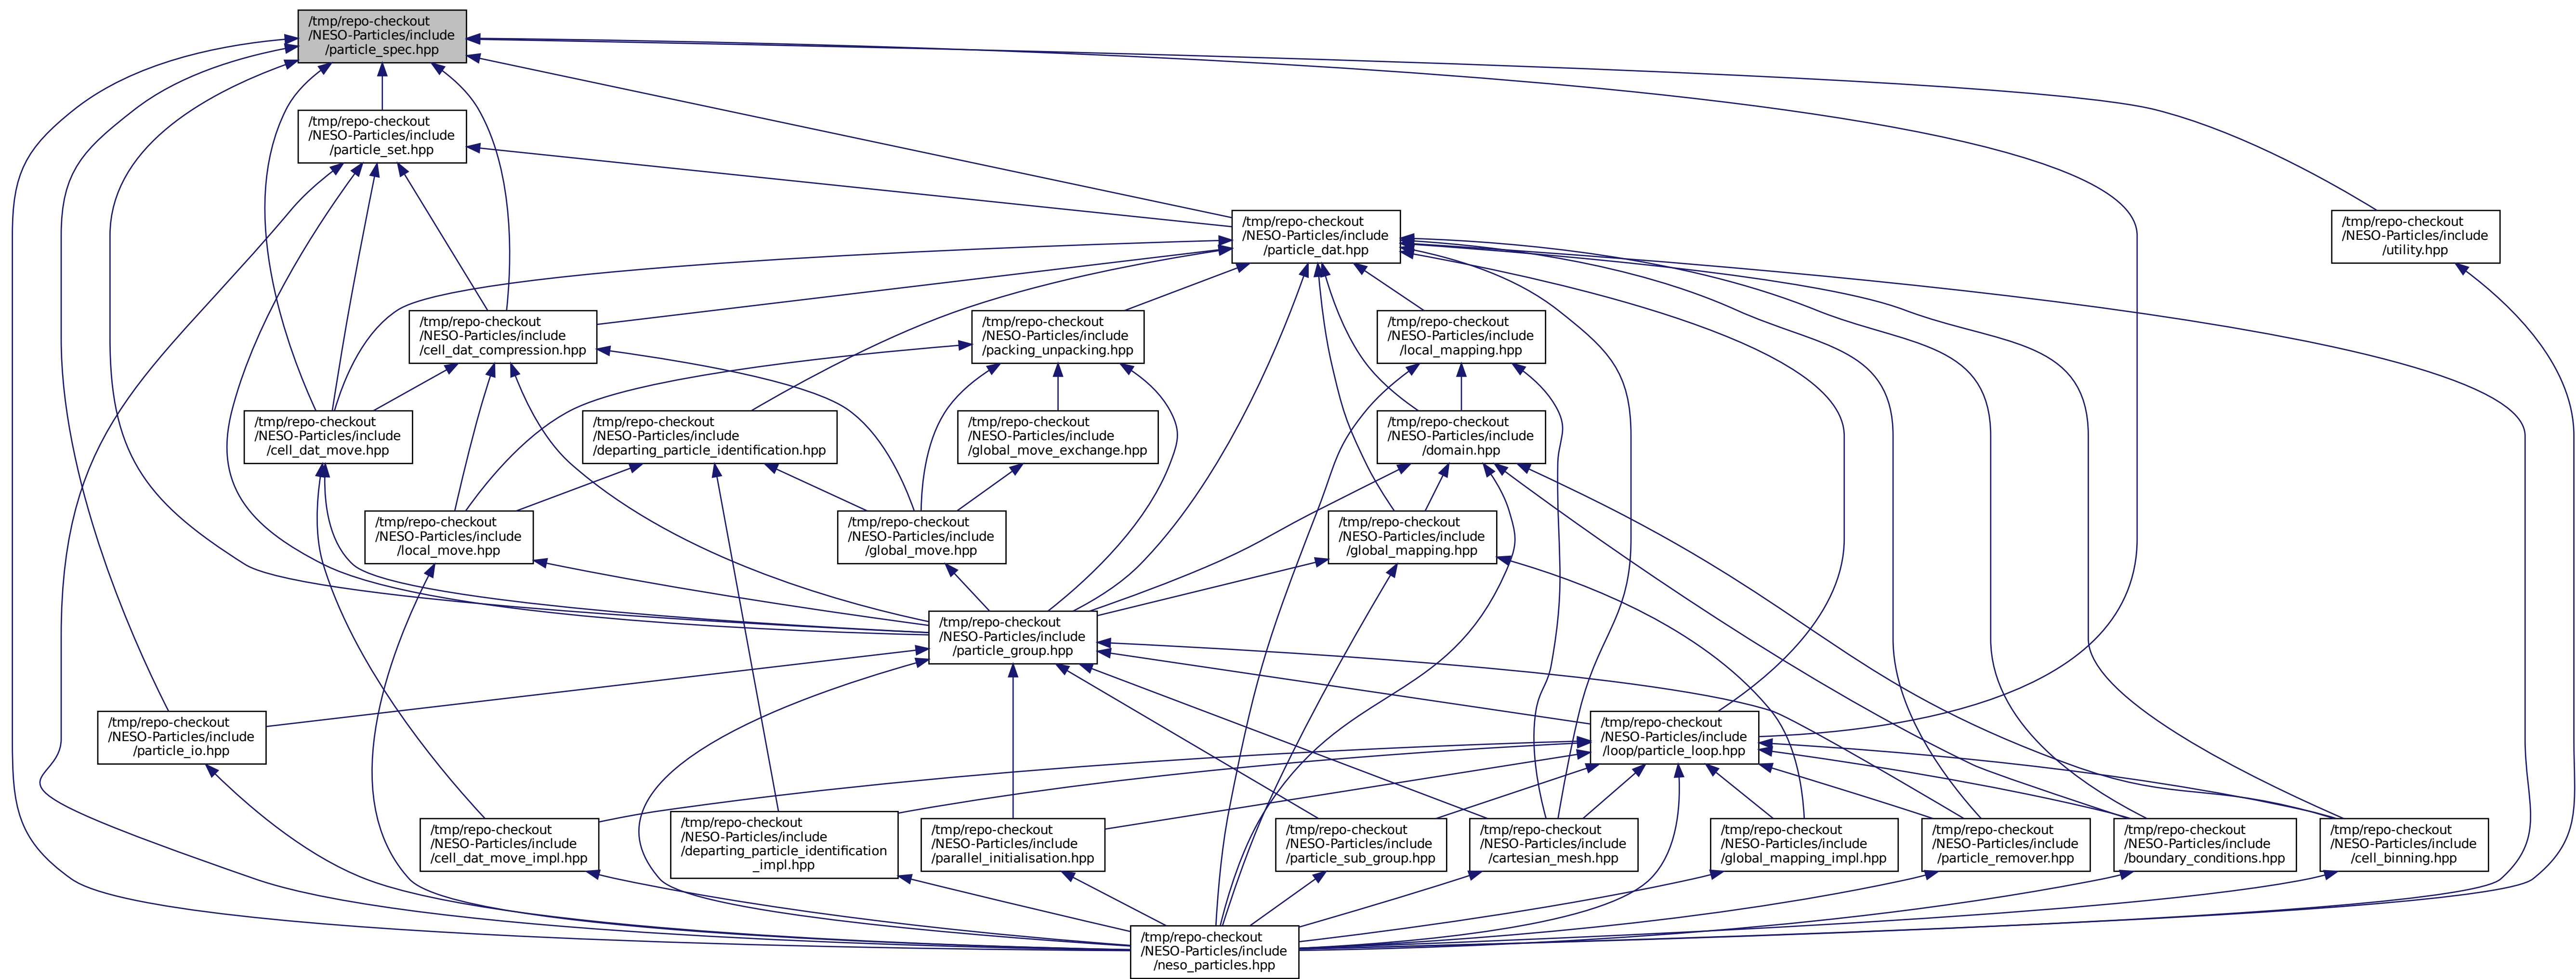 /tmp/repo-checkout
/NESO-Particles/include
/particle_spec.hpp
/tmp/repo-checkout
/NESO-Particles/include
/particle_set.hpp
/tmp/repo-checkout
/NESO-Particles/include
/particle_dat.hpp
/tmp/repo-checkout
/NESO-Particles/include
/utility.hpp
/tmp/repo-checkout
/NESO-Particles/include
/cell_dat_compression.hpp
/tmp/repo-checkout
/NESO-Particles/include
/packing_unpacking.hpp
/tmp/repo-checkout
/NESO-Particles/include
/local_mapping.hpp
/tmp/repo-checkout
/NESO-Particles/include
/cell_dat_move.hpp
/tmp/repo-checkout
/NESO-Particles/include
/departing_particle_identification.hpp
/tmp/repo-checkout
/NESO-Particles/include
/global_move_exchange.hpp
/tmp/repo-checkout
/NESO-Particles/include
/domain.hpp
/tmp/repo-checkout
/NESO-Particles/include
/local_move.hpp
/tmp/repo-checkout
/NESO-Particles/include
/global_move.hpp
/tmp/repo-checkout
/NESO-Particles/include
/global_mapping.hpp
/tmp/repo-checkout
/NESO-Particles/include
/particle_group.hpp
/tmp/repo-checkout
/NESO-Particles/include
/particle_io.hpp
/tmp/repo-checkout
/NESO-Particles/include
/loop/particle_loop.hpp
/tmp/repo-checkout
/NESO-Particles/include
/cell_dat_move_impl.hpp
/tmp/repo-checkout
/NESO-Particles/include
/departing_particle_identification
_impl.hpp
/tmp/repo-checkout
/NESO-Particles/include
/parallel_initialisation.hpp
/tmp/repo-checkout
/NESO-Particles/include
/particle_sub_group.hpp
/tmp/repo-checkout
/NESO-Particles/include
/cartesian_mesh.hpp
/tmp/repo-checkout
/NESO-Particles/include
/global_mapping_impl.hpp
/tmp/repo-checkout
/NESO-Particles/include
/particle_remover.hpp
/tmp/repo-checkout
/NESO-Particles/include
/boundary_conditions.hpp
/tmp/repo-checkout
/NESO-Particles/include
/cell_binning.hpp
/tmp/repo-checkout
/NESO-Particles/include
/neso_particles.hpp